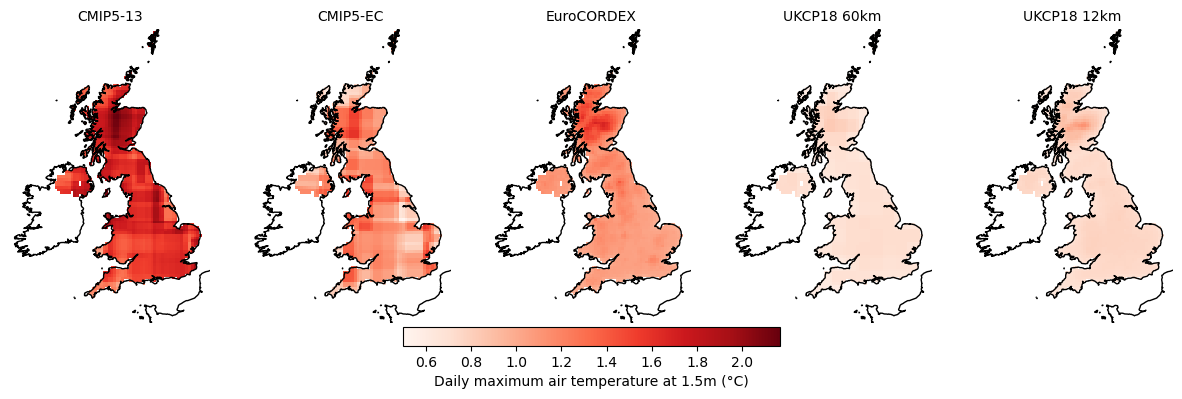 CMIP5-13 CMIP5-EC EuroCORDEX UKCP18 60km UKCP18 12km
0.6 0.8 1.0 1.2 1.4 1.6 1.8 2.0
Daily maximum air temperature at 1.5m (°C)